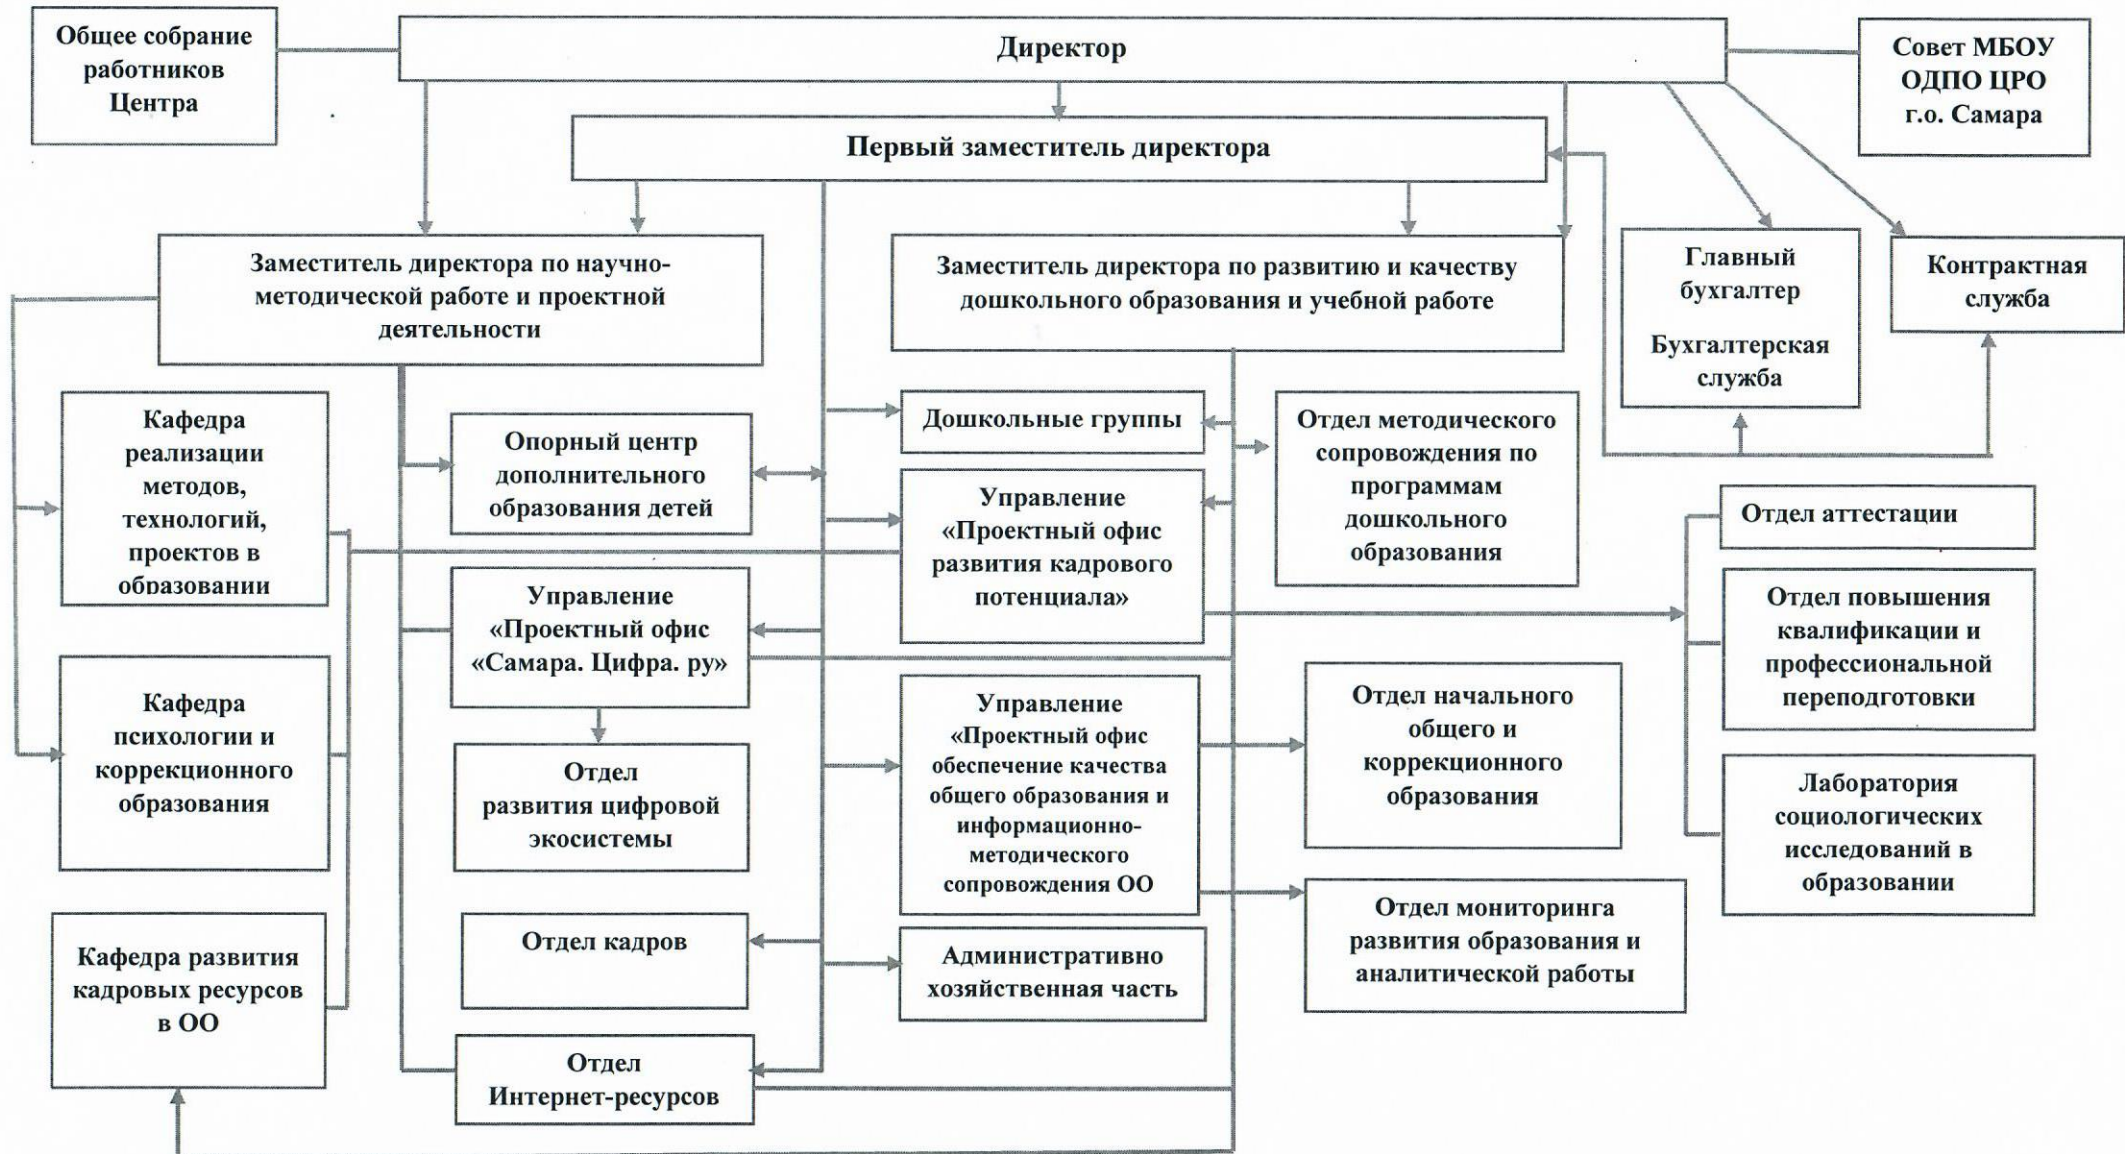 Общее собрание
работников
Центра
Директор
Совет МБОУ
ОДПО ЦРО
г.о. Самара
Первый заместитель директора
Заместитель директора по научно-
методической работе и проектной
деятельности
Заместитель директора по развитию и качеству
дошкольного образования и учебной работе
Главный
бухгалтер
Бухгалтерская
служба
Контрактная
служба
Кафедра
реализации
методов,
технологий,
проектов в
образовании
Опорный центр
дополнительного
образования детей
Дошкольные группы
Отдел методического
сопровождения по
программам
дошкольного
образования
Управление
«Проектный офис
развития кадрового
потенциала»
Отдел аттестации
Управление
«Проектный офис
«Самара. Цифра. ру»
Отдел повышения
квалификации и
профессиональной
переподготовки
Кафедра
психологии и
коррекционного
образования
Управление
«Проектный офис
обеспечение качества
общего образования и
информационно-
методического
сопровождения ОО
Отдел начального
общего и
коррекционного
образования
Отдел
развития цифровой
экосистемы
Лаборатория
социологических
исследований в
образовании
Отдел мониторинга
развития образования и
аналитической работы
Кафедра развития
кадровых ресурсов
в ОО
Отдел кадров
Административно
хозяйственная часть
Отдел
Интернет-ресурсов